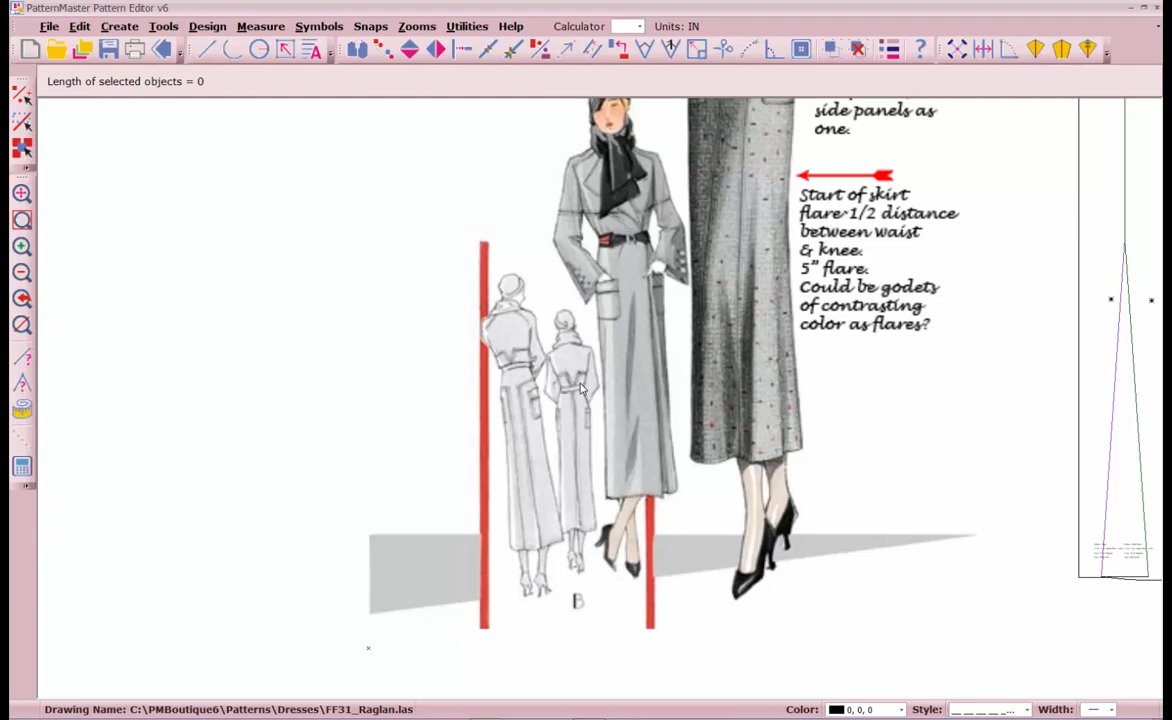 PatternMaster Pattern Editor v6
File Edit Create Tools Design Measure Symbols Snaps Zooms Utilities Help Calculator Units: IN
Length of selected objects = 0
side panels as
one.
Start of skirt
flare 1/2 distance
between waist
& knee.
5" flare.
Could be godets
of contrasting
color as flares?
B
Drawing Name: C:\PMBoutique6\Patterns\Dresses\FF31_Raglan.las
Color: 0, 0, 0 Style: Width: